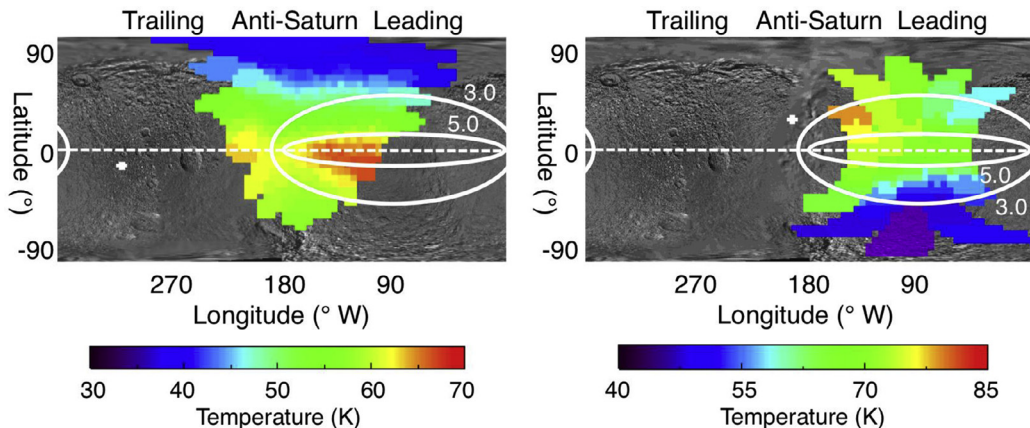 Trailing Anti-Saturn Leading
90
3.0
5.0
0
-90
Latitude (°)
270 180 90
Longitude (° W)
30 40 50 60 70
Temperature (K)
Trailing Anti-Saturn Leading
90
0
5.0
3.0
-90
Latitude (°)
270 180 90
Longitude (° W)
40 55 70 85
Temperature (K)